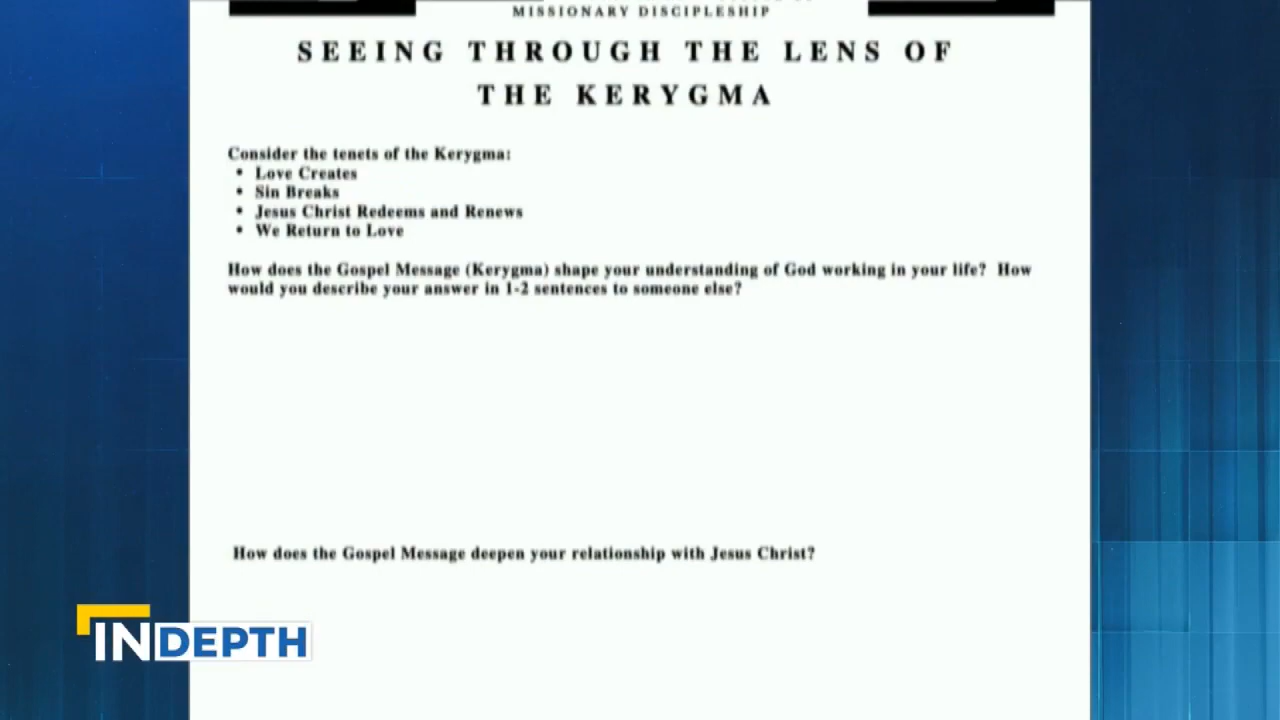 MISSIONARY DISCIPLESHIP
SEEING THROUGH THE LENS OF
THE KERYGMA
Consider the tenets of the Kerygma:
• Love Creates
• Sin Breaks
• Jesus Christ Redeems and Renews
• We Return to Love
How does the Gospel Message (Kerygma) shape your understanding of God working in your life? How
would you describe your answer in 1-2 sentences to someone else?
How does the Gospel Message deepen your relationship with Jesus Christ?
INDEPTH